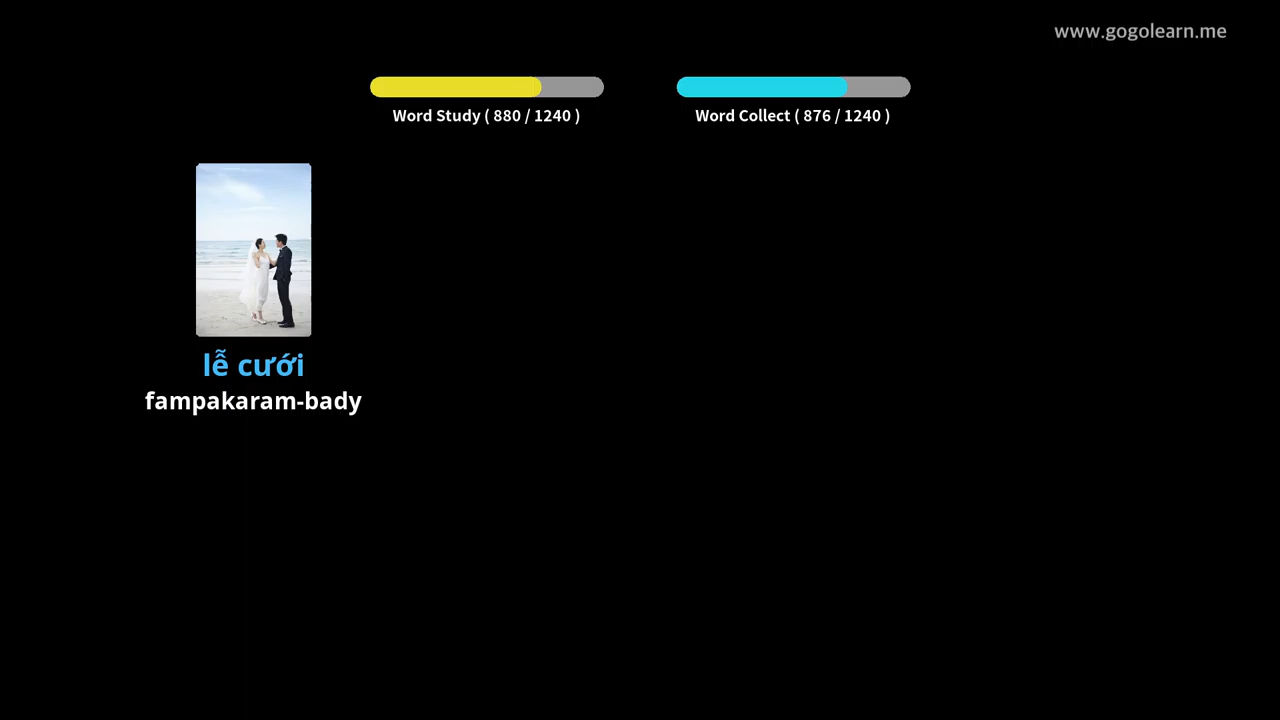 www.gogolearn.me
Word Study ( 880 / 1240 )
Word Collect ( 876 / 1240 )
lễ cưới
fampakaram-bady